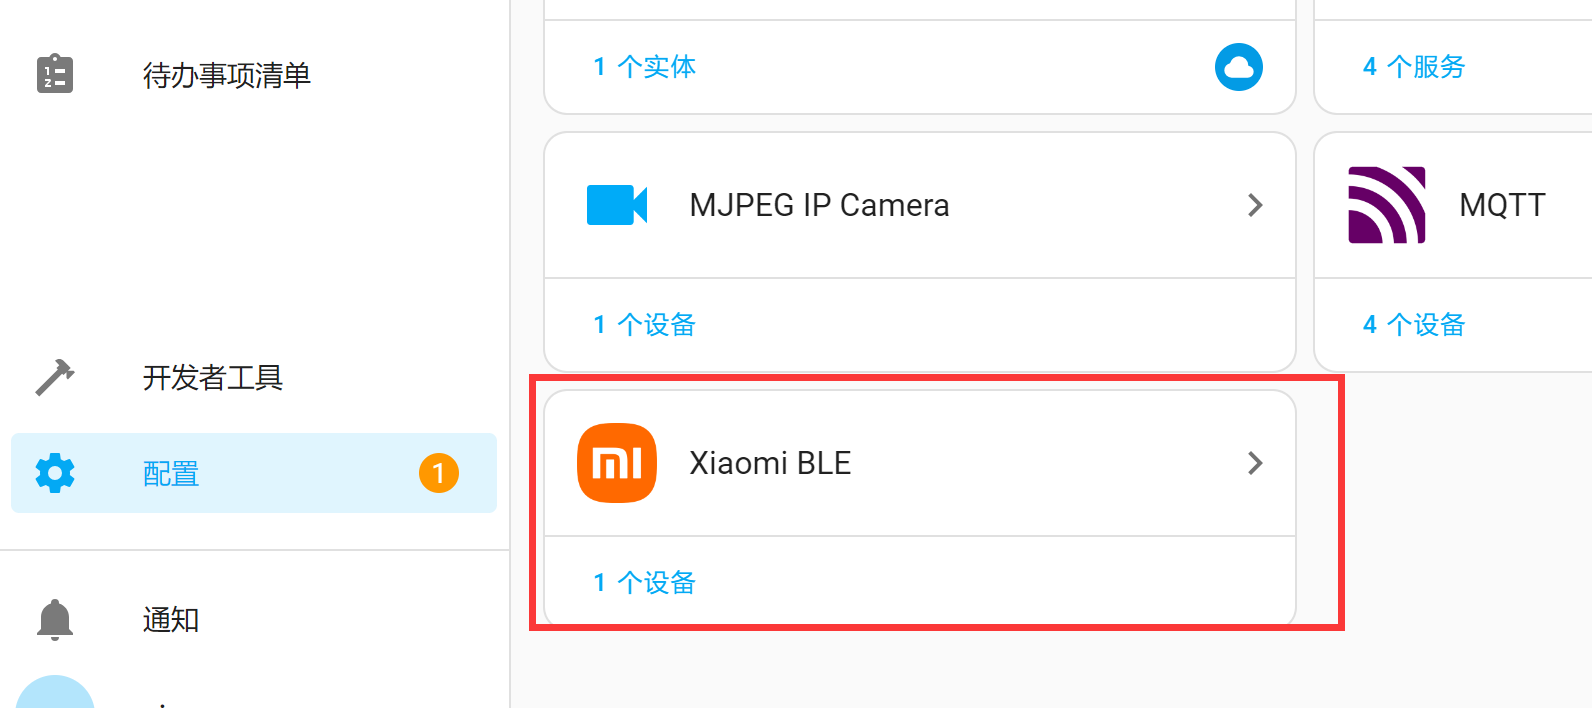 待办事项清单
开发者工具
配置
1
通知
1 个实体
4 个服务
MJPEG IP Camera
1 个设备
MQTT
4 个设备
Xiaomi BLE
1 个设备